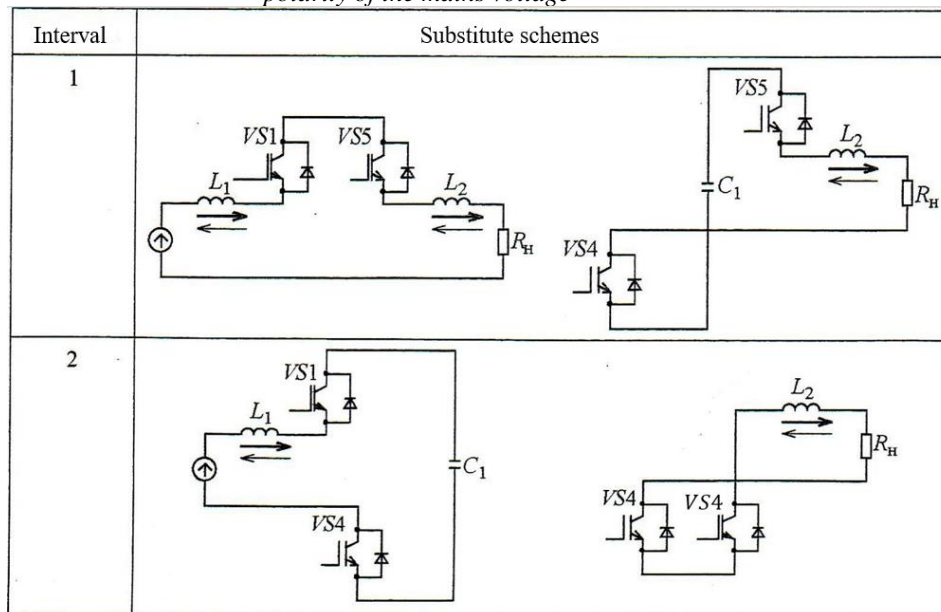 polarity of the mains voltage
Interval Substitute schemes
1
VS1 VS5
L1 L2
Rн
VS5
L2
C1
Rн
VS4
2
VS1
L1
C1
VS4
L2
Rн
VS4 VS4